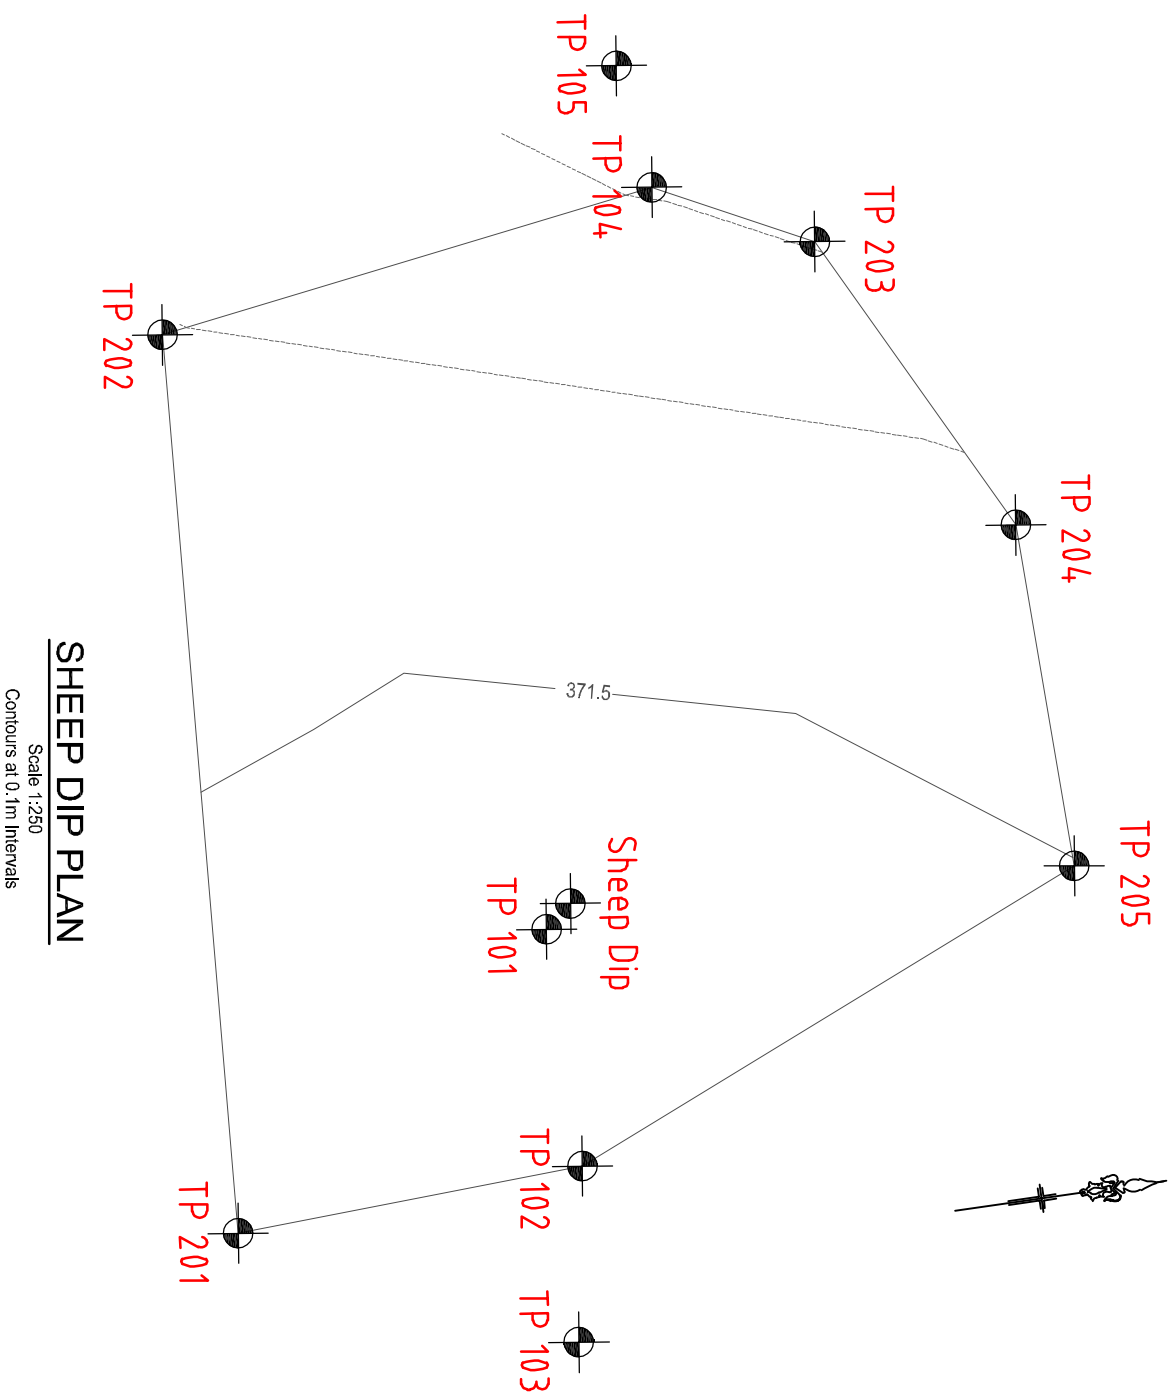 TP 205
TP 204
TP 203
Sheep Dip
TP 105
TP 104
371.5
TP 101
TP 102
TP 103
TP 202
TP 201
SHEEP DIP PLAN
Scale 1:250
Contours at 0.1m Intervals